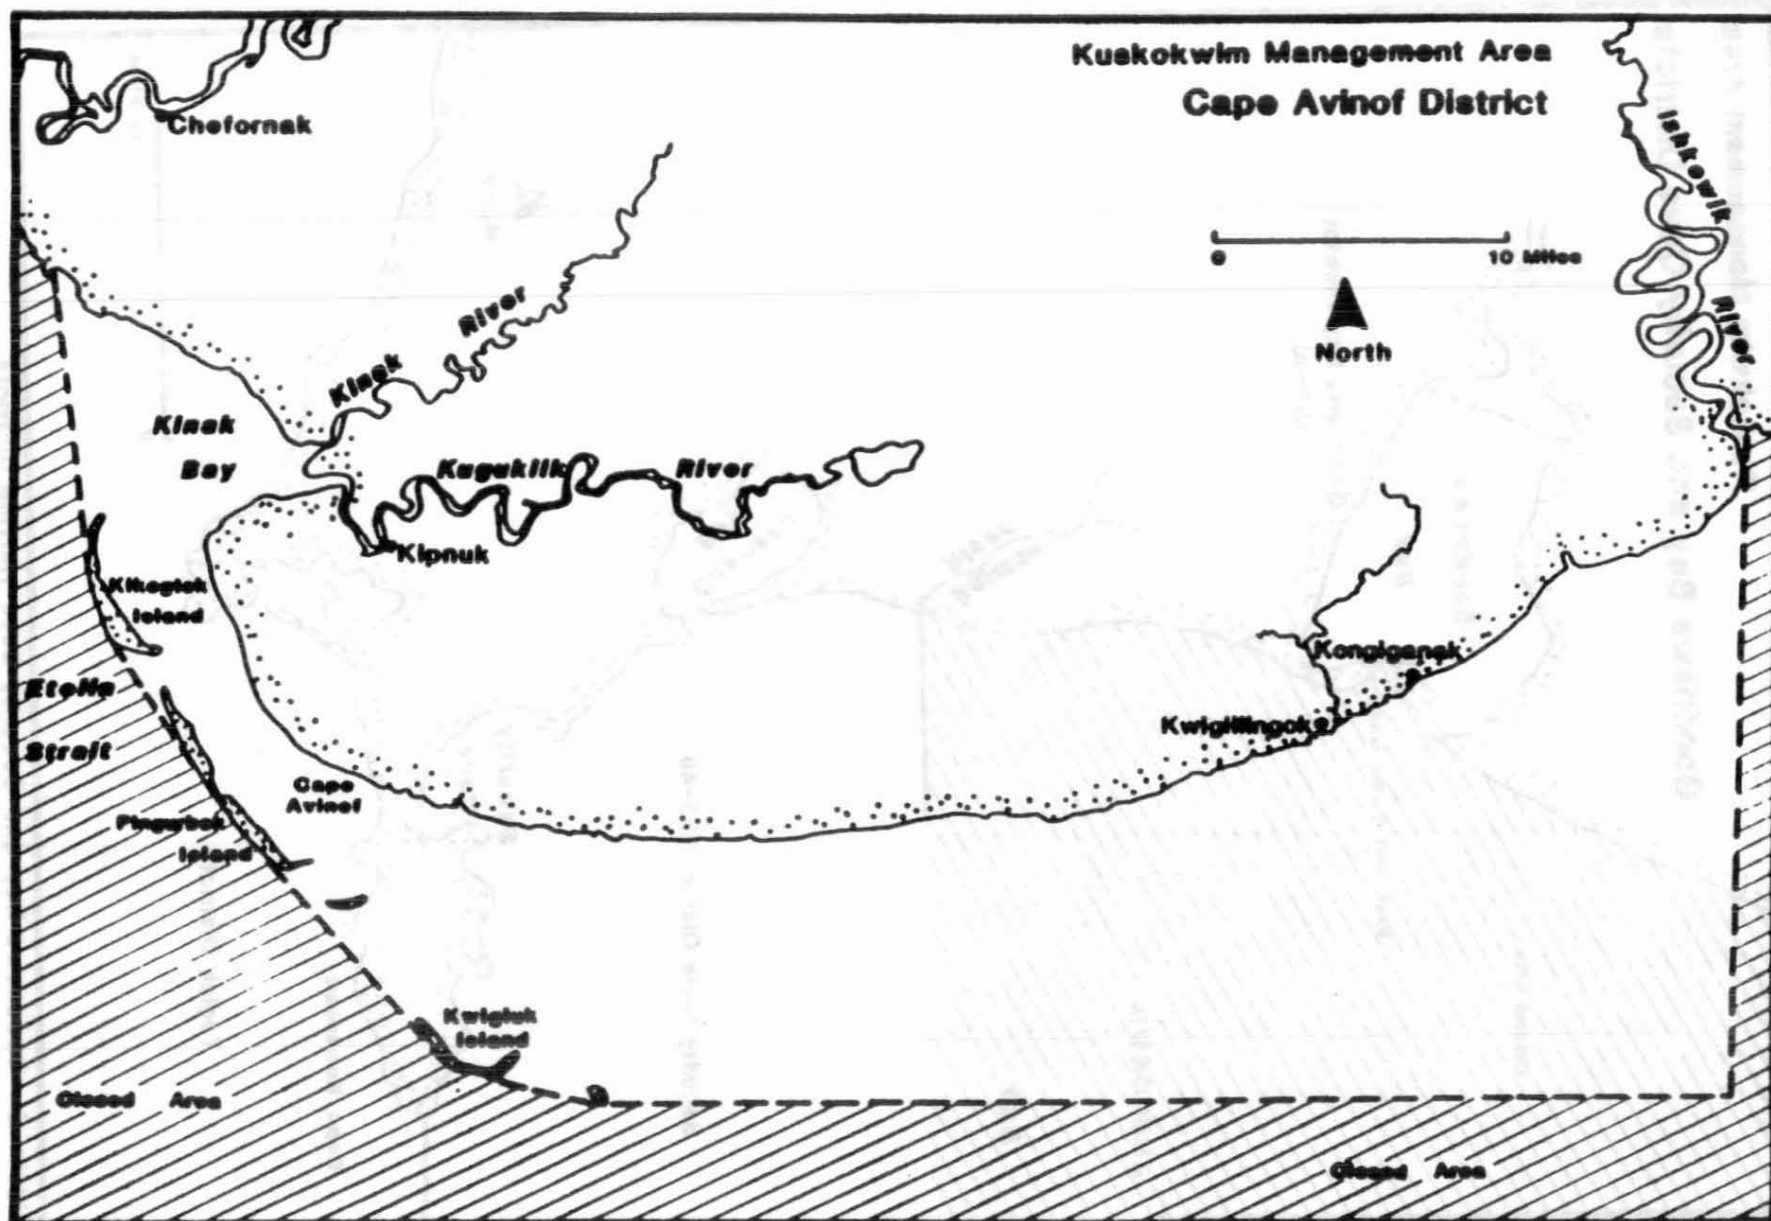 Kuskokwim Management Area
Cape Avinof District
Chefornak
Ishkowik
River
0
10 Miles
North
Kinak
River
Kinak
Bay
Kuguklik
River
Kipnuk
Island
Kongiganak
Kwigillingok
Etolin
Strait
Cape
Avinof
Island
Kwigluk
Island
Closed Area
Closed Area